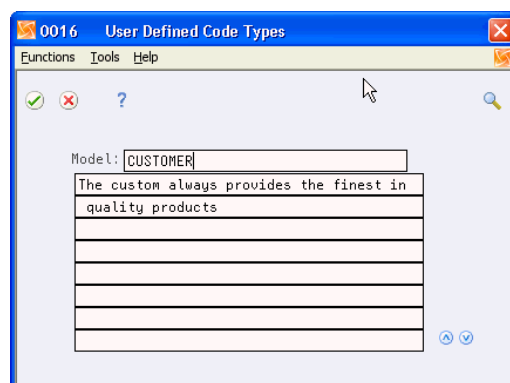 0016 User Defined Code Types
Functions Tools Help
?
Model: CUSTOMER
The custom always provides the finest in
quality products